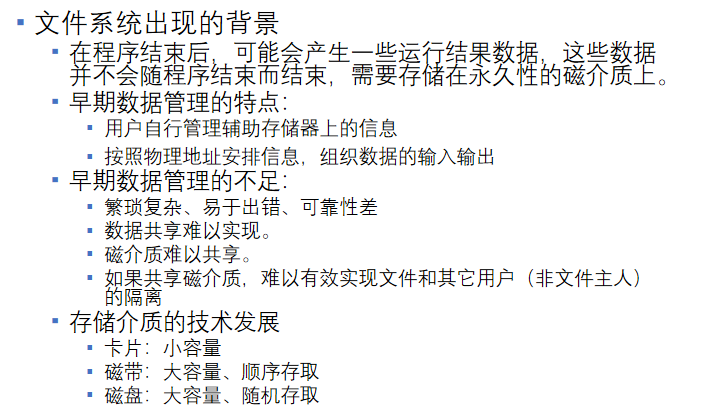 文件系统出现的背景
在程序结束后，可能会产生一些运行结果数据，这些数据
并不会随程序结束而结束，需要存储在永久性的磁介质上。
早期数据管理的特点：
用户自行管理辅助存储器上的信息
按照物理地址安排信息，组织数据的输入输出
早期数据管理的不足：
繁琐复杂、易于出错、可靠性差
数据共享难以实现。
磁介质难以共享。
如果共享磁介质，难以有效实现文件和其它用户（非文件主人）
的隔离
存储介质的技术发展
卡片：小容量
磁带：大容量、顺序存取
磁盘：大容量、随机存取